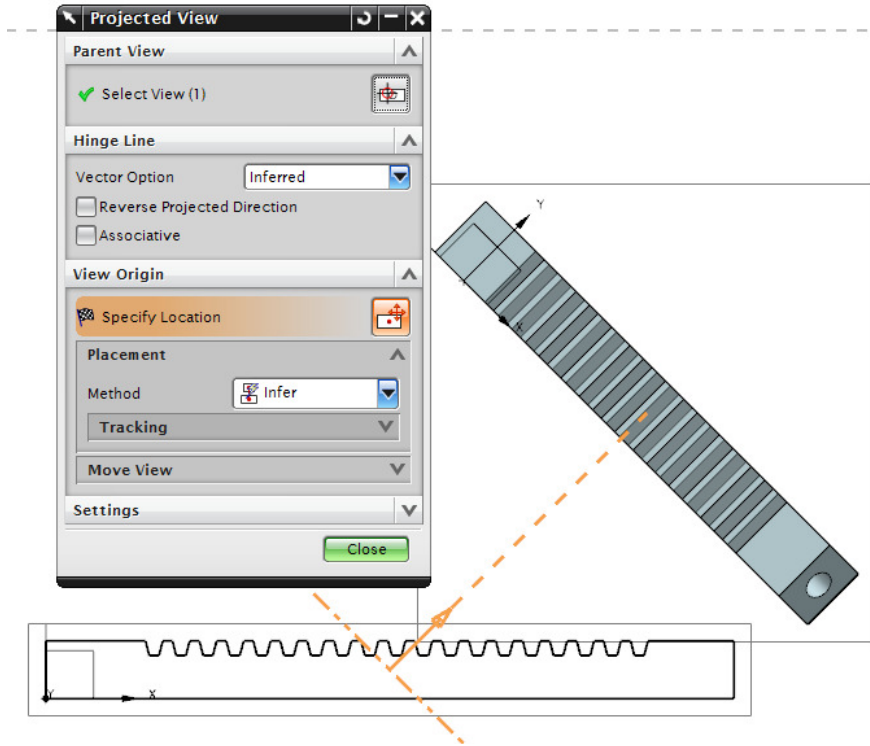 Projected View
Parent View
Select View (1)
Hinge Line
Vector Option Inferred
Reverse Projected Direction
Associative
View Origin
Specify Location
Placement
Method Infer
Tracking
Move View
Settings
Close
Y
X
Y
X